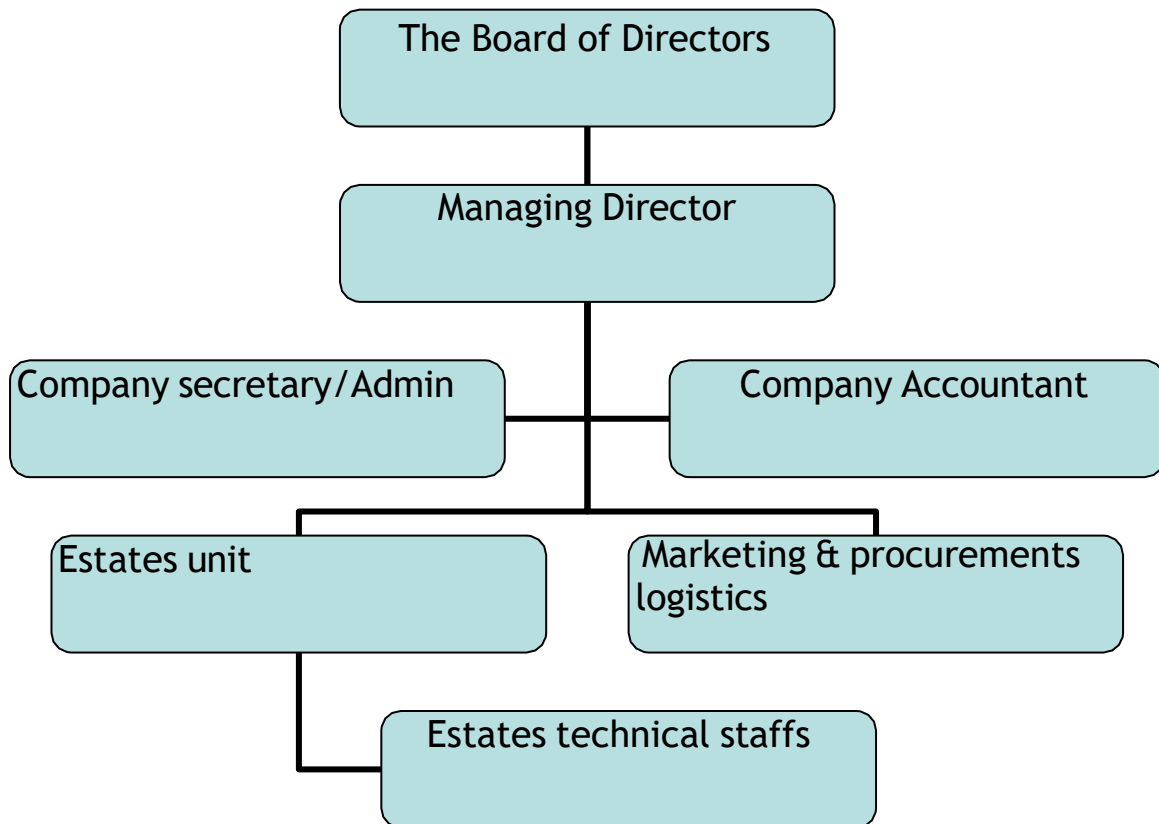 The Board of Directors
Managing Director
Company secretary/Admin
Company Accountant
Estates unit
Marketing & procurements
logistics
Estates technical staffs